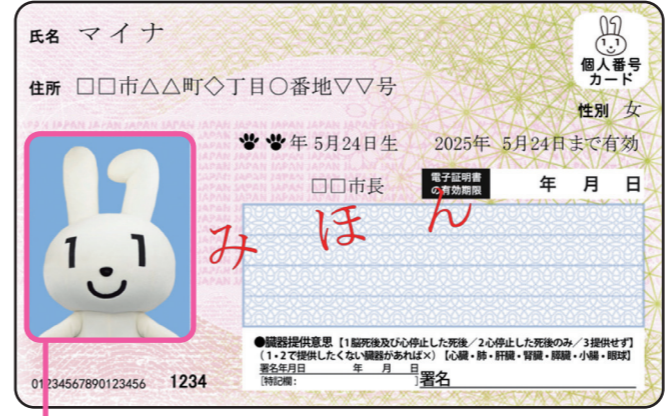 氏名 マイナ
個人番号
カード
住所 □□市△△町◇丁目○番地▽▽号
性別 女
年 5月24日生 2025年 5月24日まで有効
□□市長 電子証明書
の有効期限 年 月 日
みほん
●臓器提供意思【1脳死後及び心停止した死後/2心停止した死後のみ/3提供せず】
(1・2で提供したくない臓器があれば×)【心臓・肺・肝臓・腎臓・膵臓・小腸・眼球】
署名年月日 年 月 日
[特記欄: ]署名
01234567890123456 1234